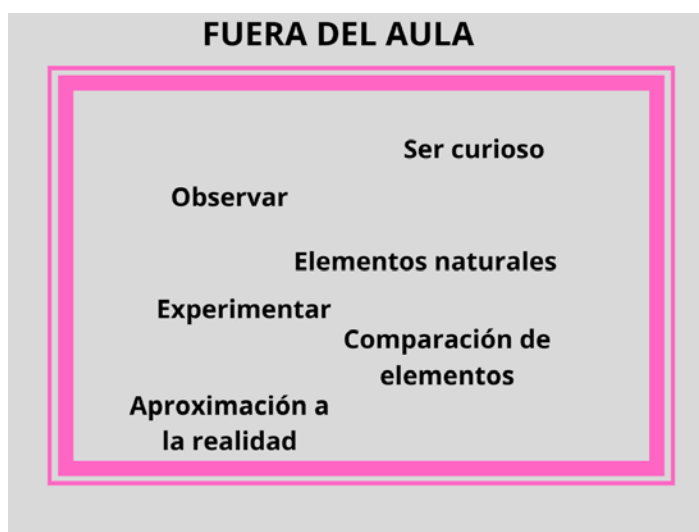 FUERA DEL AULA
Ser curioso
Observar
Elementos naturales
Experimentar
Comparación de
elementos
Aproximación a
la realidad